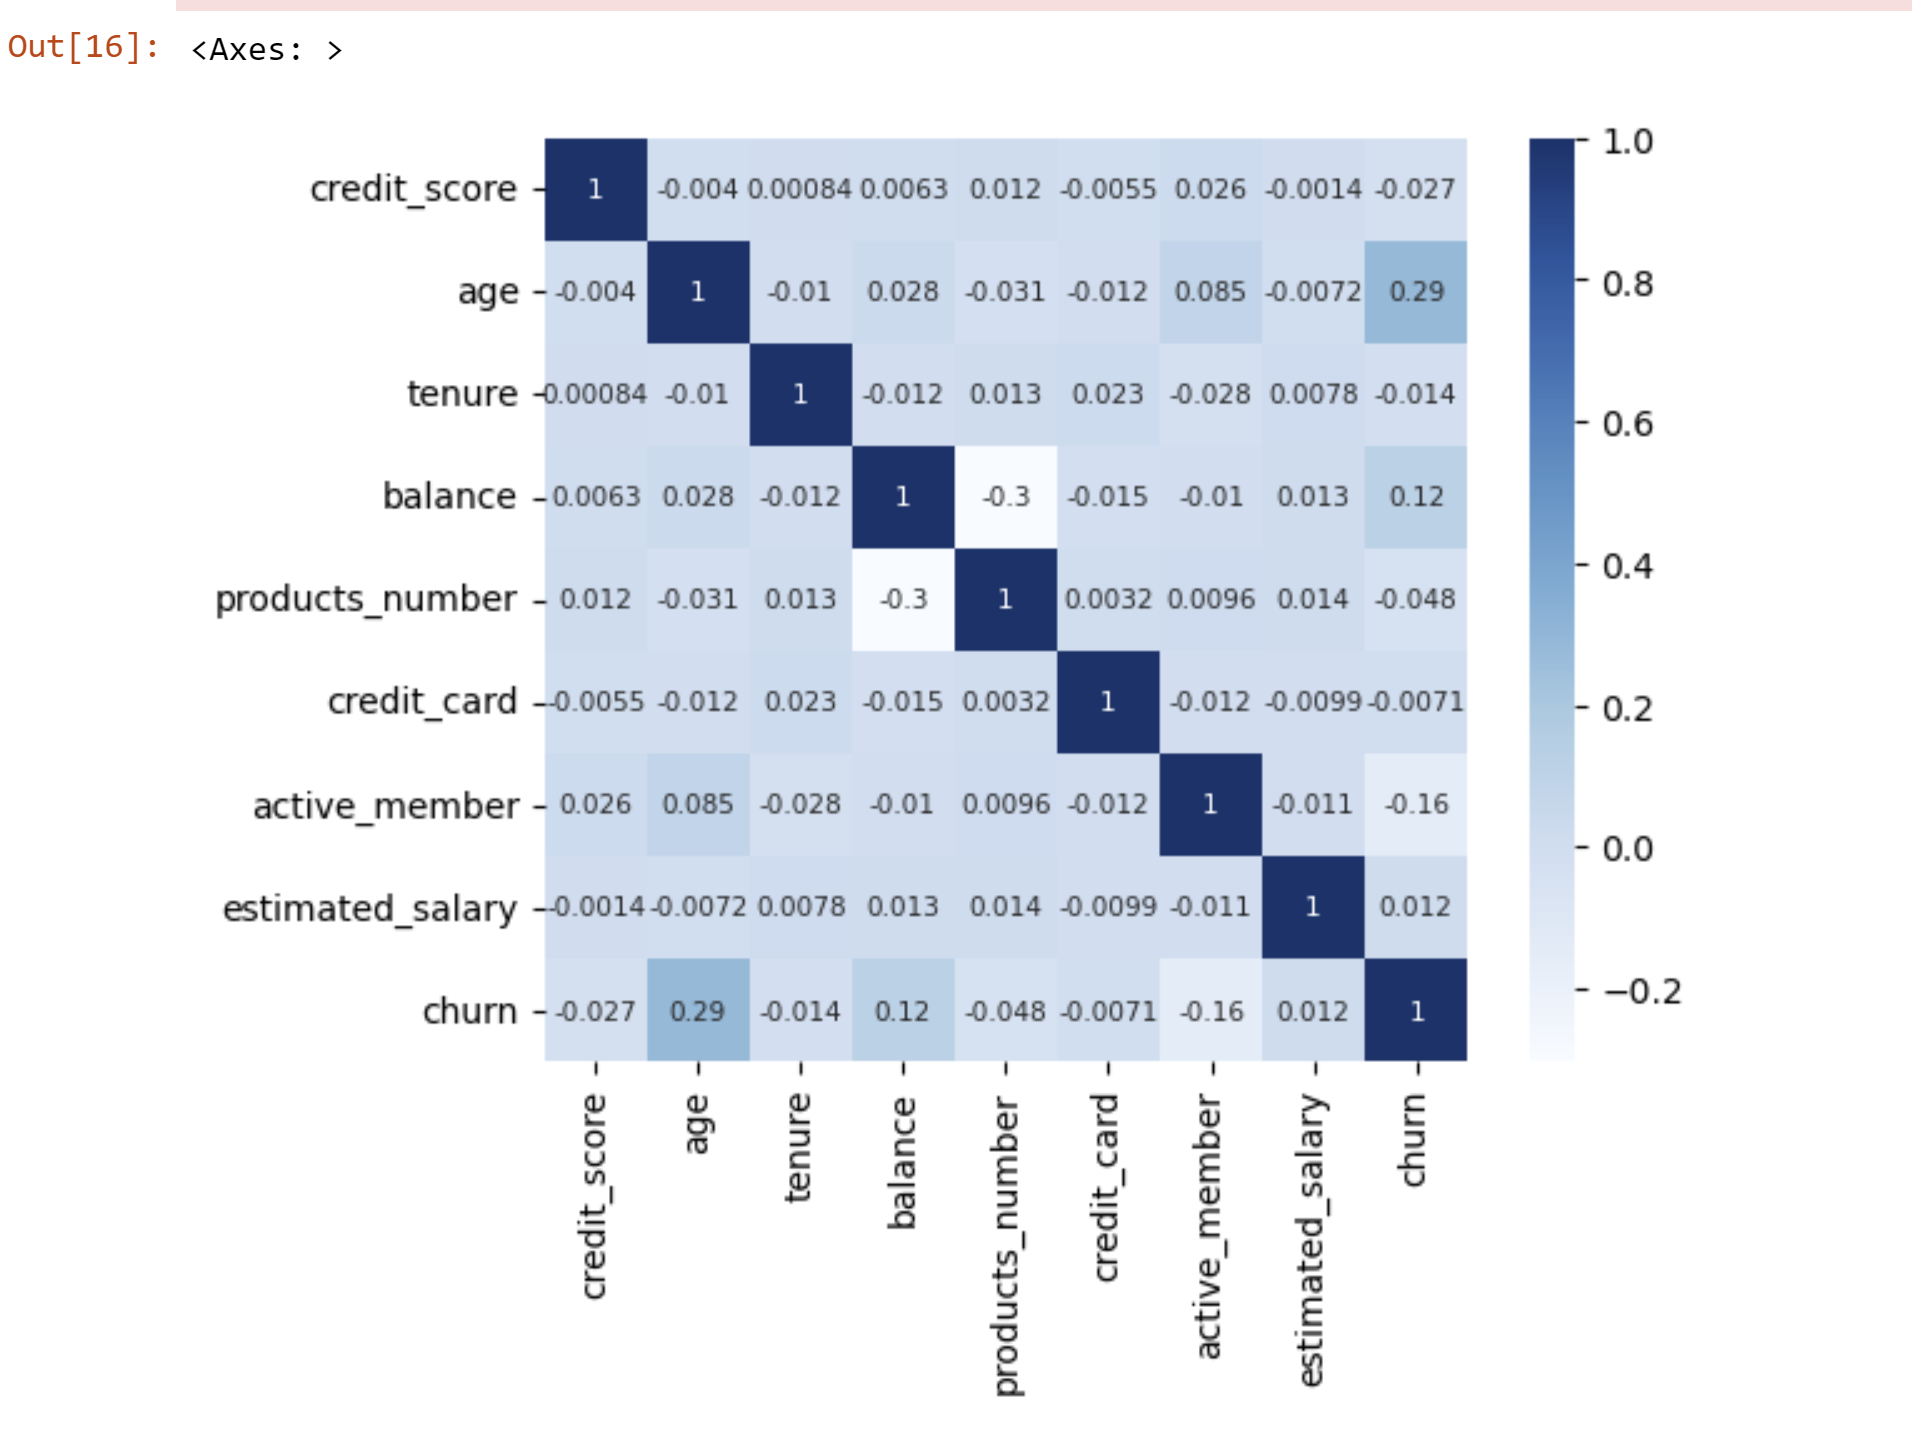 Out[16]: <Axes: >
1.0
credit_score 1 -0.004 0.00084 0.0063 0.012 -0.0055 0.026 -0.0014 -0.027
0.8
age -0.004 1 -0.01 0.028 -0.031 -0.012 0.085 -0.0072 0.29
tenure 0.00084 -0.01 1 -0.012 0.013 0.023 -0.028 0.0078 -0.014
0.6
balance 0.0063 0.028 -0.012 1 -0.3 -0.015 -0.01 0.013 0.12
0.4
products_number 0.012 -0.031 0.013 -0.3 1 0.0032 0.0096 0.014 -0.048
credit_card -0.0055 -0.012 0.023 -0.015 0.0032 1 -0.012 -0.0099 -0.0071
0.2
active_member 0.026 0.085 -0.028 -0.01 0.0096 -0.012 1 -0.011 -0.16
0.0
estimated_salary -0.0014 -0.0072 0.0078 0.013 0.014 -0.0099 -0.011 1 0.012
−0.2
churn -0.027 0.29 -0.014 0.12 -0.048 -0.0071 -0.16 0.012 1
credit_score
age
tenure
balance
products_number
credit_card
active_member
estimated_salary
churn